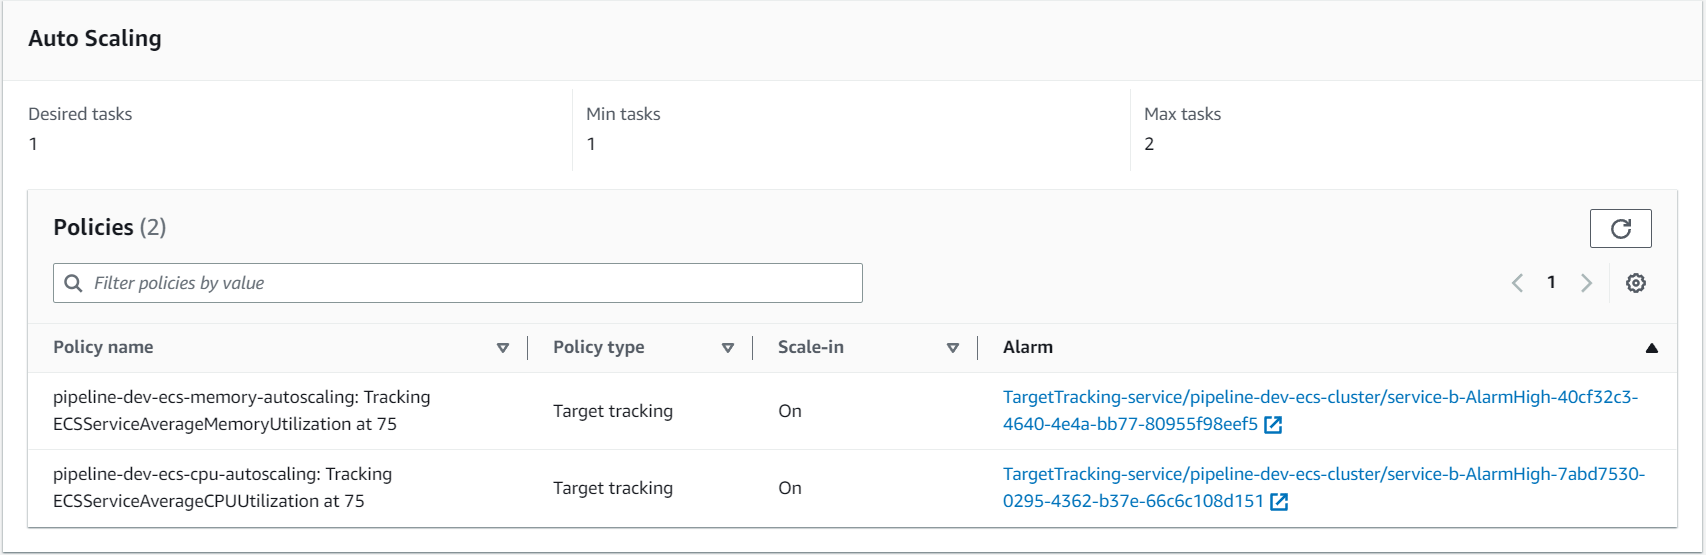 Auto Scaling
Desired tasks
1
Min tasks
1
Max tasks
2
Policies (2)
Filter policies by value
1
Policy name
Policy type
Scale-in
Alarm
pipeline-dev-ecs-memory-autoscaling: Tracking
ECSServiceAverageMemoryUtilization at 75
Target tracking
On
TargetTracking-service/pipeline-dev-ecs-cluster/service-b-AlarmHigh-40cf32c3-
4640-4e4a-bb77-80955f98eef5
pipeline-dev-ecs-cpu-autoscaling: Tracking
ECSServiceAverageCPUUtilization at 75
Target tracking
On
TargetTracking-service/pipeline-dev-ecs-cluster/service-b-AlarmHigh-7abd7530-
0295-4362-b37e-66c6c108d151